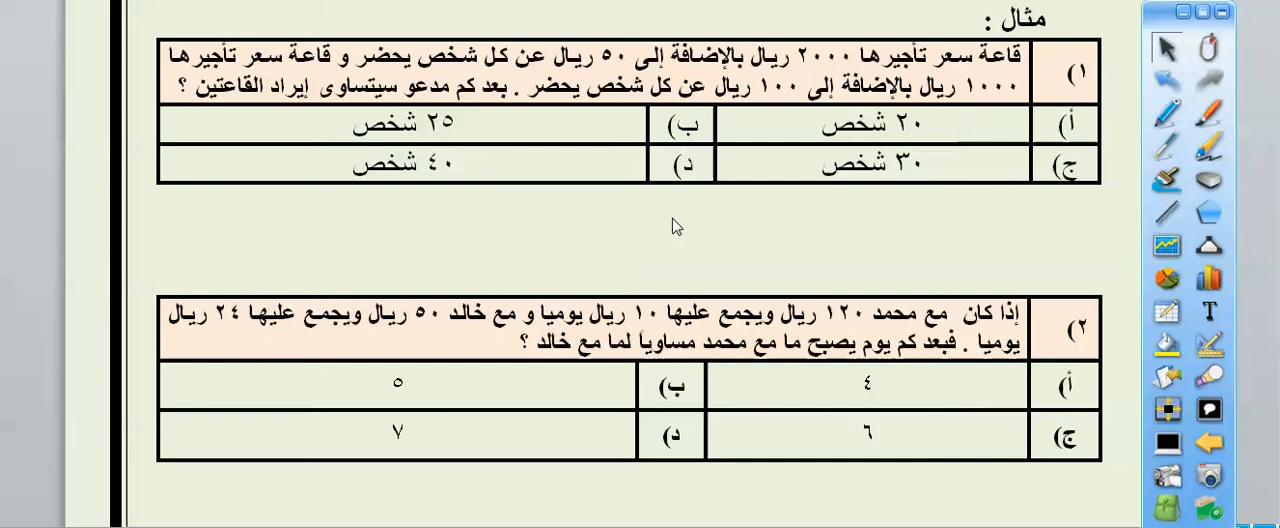 مثال :
١) قاعة سعر تأجيرها ٢٠٠٠ ريال بالإضافة إلى ٥٠ ريال عن كل شخص يحضر و قاعة سعر تأجيرها
١٠٠٠ ريال بالإضافة إلى ١٠٠ ريال عن كل شخص يحضر . بعد كم مدعو سيتساوى إيراد القاعتين ؟
أ) ٢٠ شخص ب) ٢٥ شخص
ج) ٣٠ شخص د) ٤٠ شخص
٢) إذا كان مع محمد ١٢٠ ريال ويجمع عليها ١٠ ريال يوميا و مع خالد ٥٠ ريال ويجمع عليها ٢٤ ريال
يوميا . فبعد كم يوم يصبح ما مع محمد مساوياً لما مع خالد ؟
أ) ٤ ب) ٥
ج) ٦ د) ٧
T